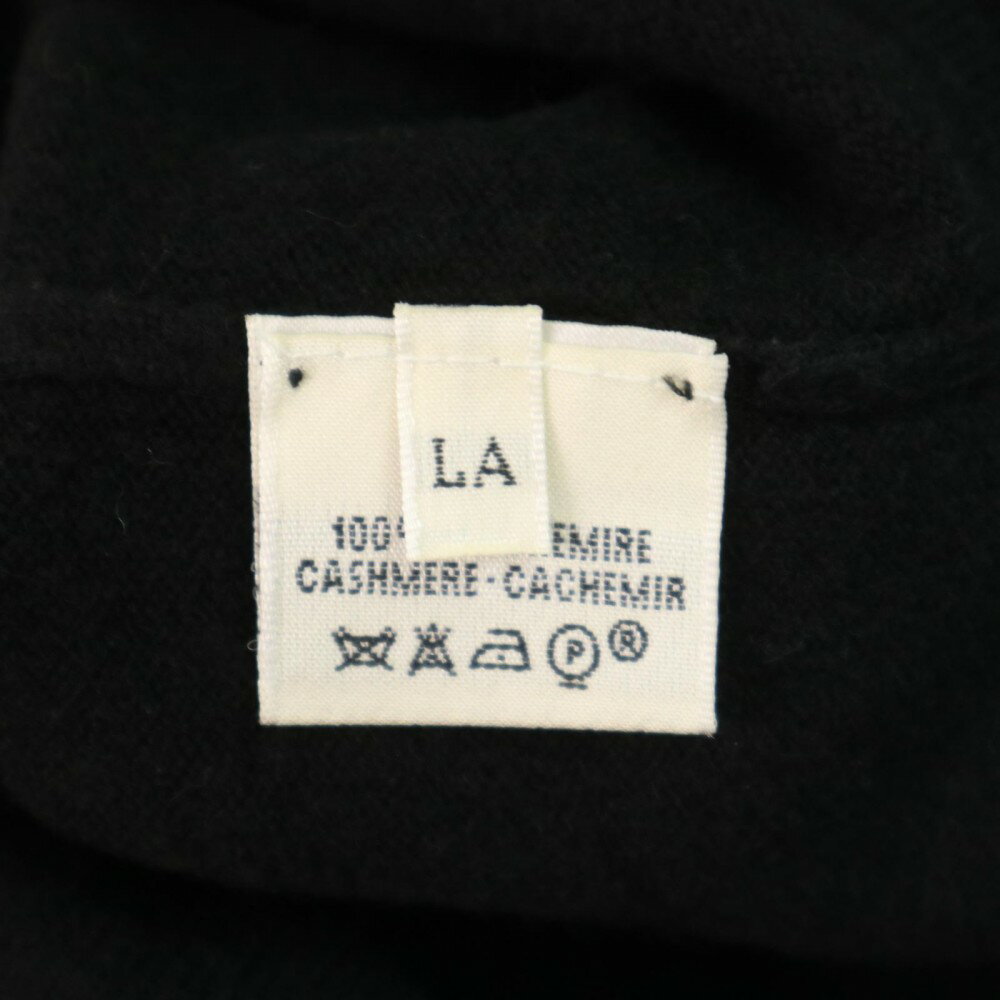 LA
100% EMIRE
CASHMERE-CACHEMIR
P ®